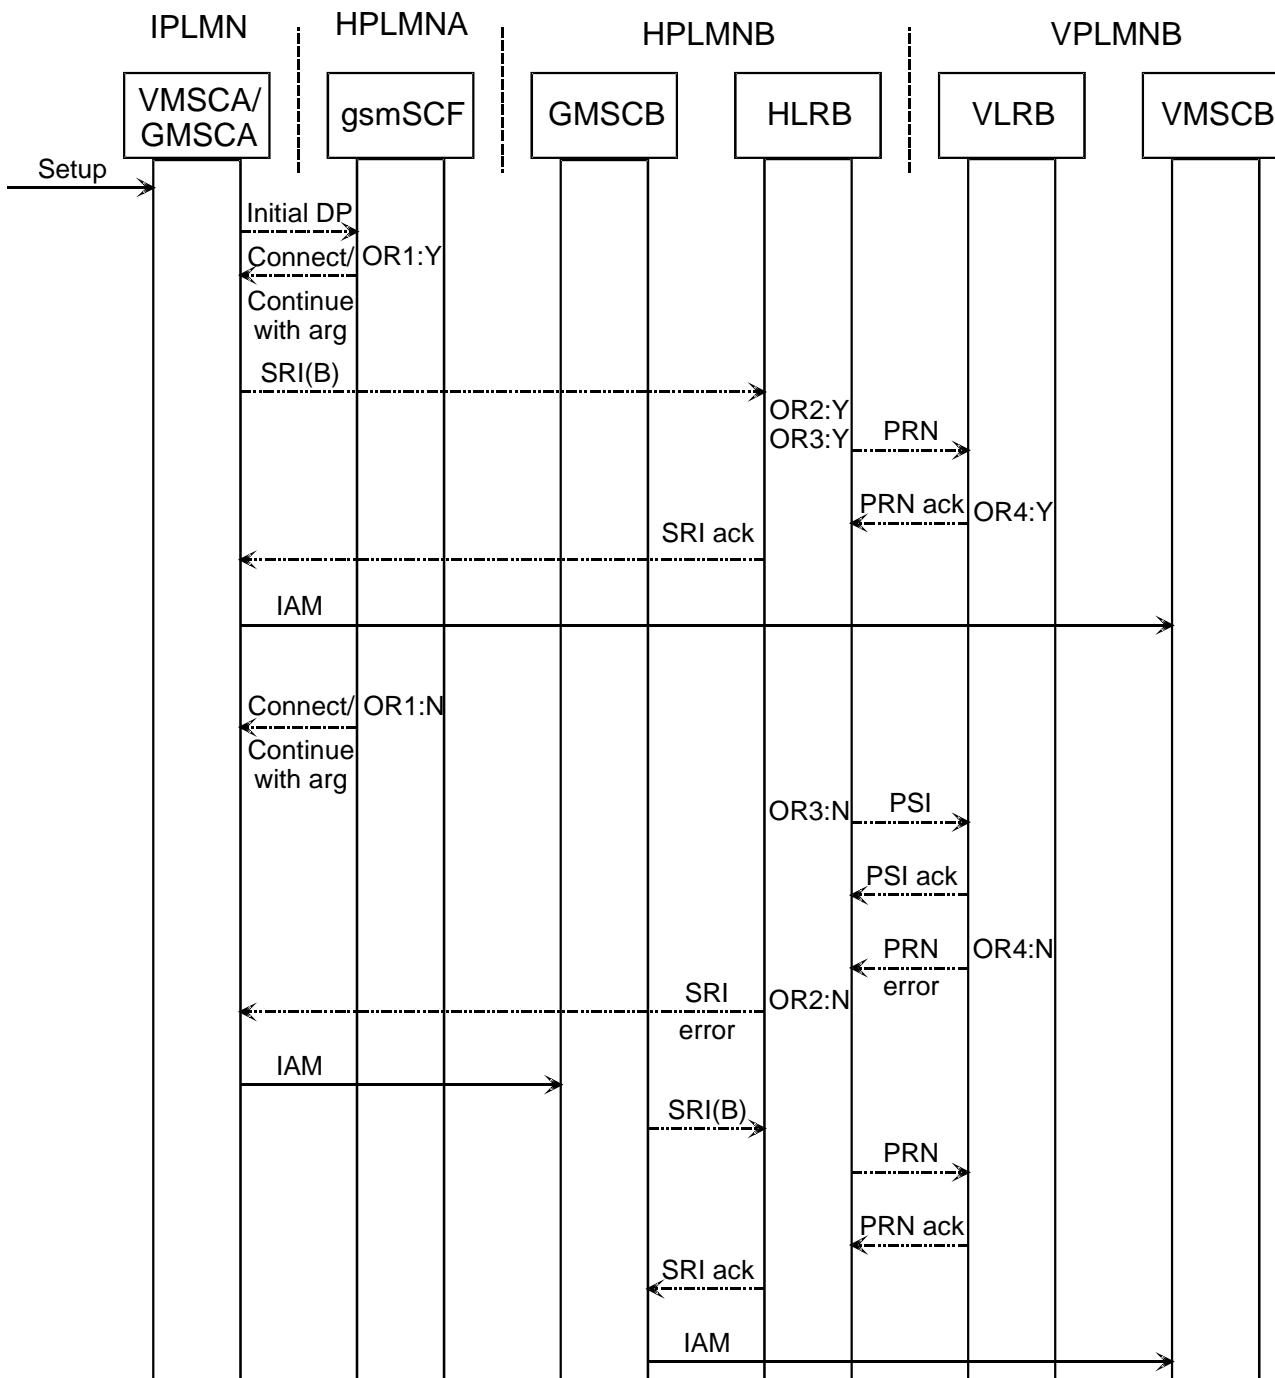 IPLMN
HPLMNA
HPLMNB
VPLMNB
VMSCA/
GMSCA
gsmSCF
GMSCB
HLRB
VLRB
VMSCB
Setup
Initial DP
Connect/
OR1:Y
Continue
with arg
SRI(B)
OR2:Y
OR3:Y
PRN
PRN ack
OR4:Y
SRI ack
IAM
Connect/
OR1:N
Continue
with arg
OR3:N
PSI
PSI ack
PRN
OR4:N
error
SRI
OR2:N
error
IAM
SRI(B)
PRN
PRN ack
SRI ack
IAM